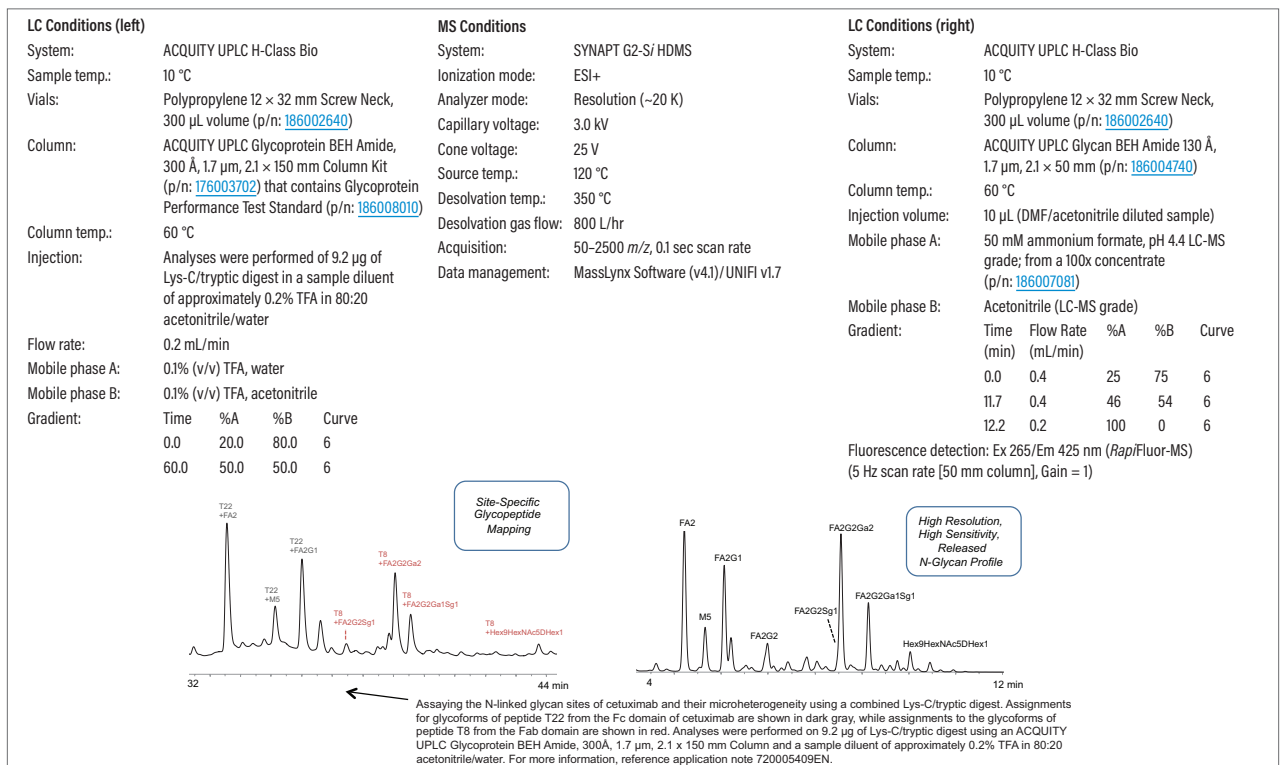 LC Conditions (left)
System: ACQUITY UPLC H-Class Bio
Sample temp.: 10 °C
Vials: Polypropylene 12 × 32 mm Screw Neck,
300 µL volume (p/n: 186002640)
Column: ACQUITY UPLC Glycoprotein BEH Amide,
300 Å, 1.7 µm, 2.1 × 150 mm Column Kit
(p/n: 176003702) that contains Glycoprotein
Performance Test Standard (p/n: 186008010)
Column temp.: 60 °C
Injection: Analyses were performed of 9.2 µg of
Lys-C/tryptic digest in a sample diluent
of approximately 0.2% TFA in 80:20
acetonitrile/water
Flow rate: 0.2 mL/min
Mobile phase A: 0.1% (v/v) TFA, water
Mobile phase B: 0.1% (v/v) TFA, acetonitrile
Gradient: Time %A %B Curve
0.0 20.0 80.0 6
60.0 50.0 50.0 6
MS Conditions
System: SYNAPT G2-Si HDMS
Ionization mode: ESI+
Analyzer mode: Resolution (~20 K)
Capillary voltage: 3.0 kV
Cone voltage: 25 V
Source temp.: 120 °C
Desolvation temp.: 350 °C
Desolvation gas flow: 800 L/hr
Acquisition: 50–2500 m/z, 0.1 sec scan rate
Data management: MassLynx Software (v4.1)/UNIFI v1.7
LC Conditions (right)
System: ACQUITY UPLC H-Class Bio
Sample temp.: 10 °C
Vials: Polypropylene 12 × 32 mm Screw Neck,
300 µL volume (p/n: 186002640)
Column: ACQUITY UPLC Glycan BEH Amide 130 Å,
1.7 µm, 2.1 × 50 mm (p/n: 186004740)
Column temp.: 60 °C
Injection volume: 10 µL (DMF/acetonitrile diluted sample)
Mobile phase A: 50 mM ammonium formate, pH 4.4 LC-MS
grade; from a 100x concentrate
(p/n: 186007081)
Mobile phase B: Acetonitrile (LC-MS grade)
Gradient: Time Flow Rate %A %B Curve
(min) (mL/min)
0.0 0.4 25 75 6
11.7 0.4 46 54 6
12.2 0.2 100 0 6
Fluorescence detection: Ex 265/Em 425 nm (RapiFluor-MS)
(5 Hz scan rate [50 mm column], Gain = 1)
T22
+FA2
T22
+M5
T22
+FA2G1
T8
+FA2G2Sg1
T8
+FA2G2Ga2
T8
+FA2G2Ga1Sg1
T8
+Hex9HexNAc5DHex1
Site-Specific
Glycopeptide
Mapping
32
44 min
FA2
M5
FA2G1
FA2G2
FA2G2Sg1
FA2G2Ga2
FA2G2Ga1Sg1
Hex9HexNAc5DHex1
High Resolution,
High Sensitivity,
Released
N-Glycan Profile
4
12 min
Assaying the N-linked glycan sites of cetuximab and their microheterogeneity using a combined Lys-C/tryptic digest. Assignments
for glycoforms of peptide T22 from the Fc domain of cetuximab are shown in dark gray, while assignments to the glycoforms of
peptide T8 from the Fab domain are shown in red. Analyses were performed on 9.2 µg of Lys-C/tryptic digest using an ACQUITY
UPLC Glycoprotein BEH Amide, 300Å, 1.7 µm, 2.1 x 150 mm Column and a sample diluent of approximately 0.2% TFA in 80:20
acetonitrile/water. For more information, reference application note 720005409EN.